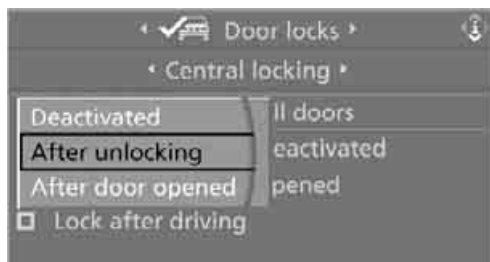 Door locks
Central locking
Deactivated
ll doors
After unlocking
eactivated
After door opened
pened
Lock after driving